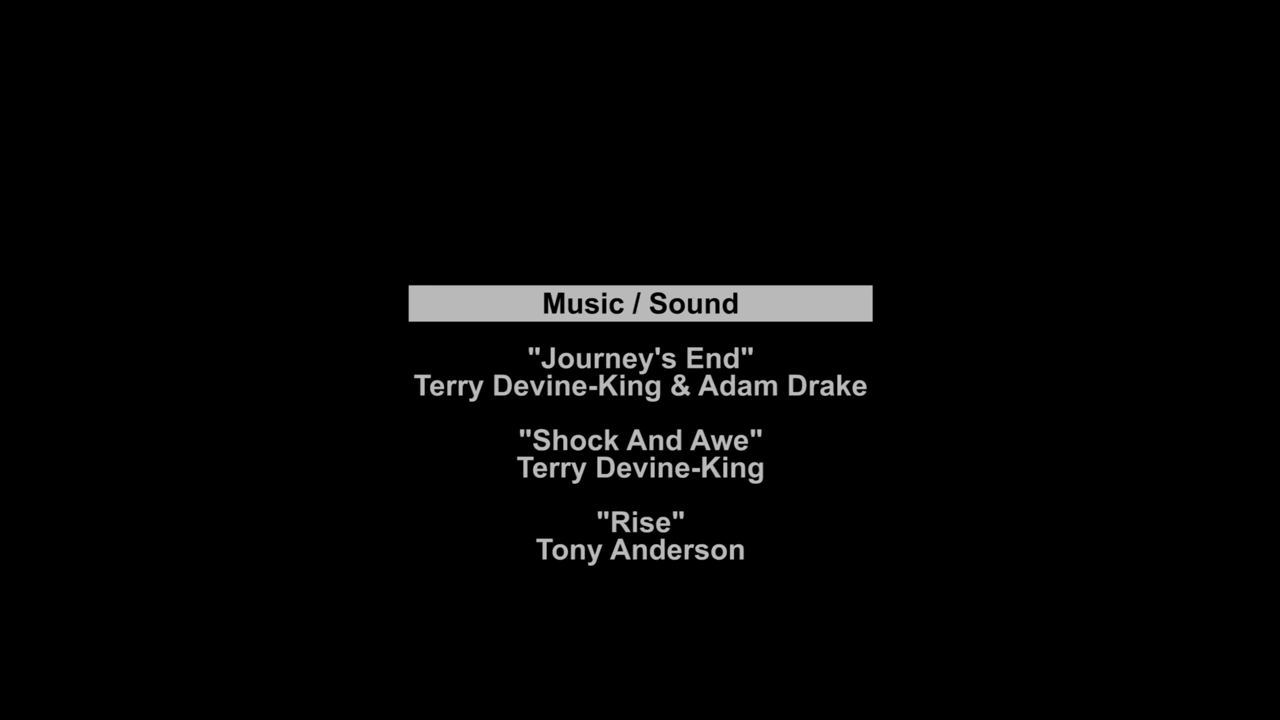 Music / Sound
"Journey's End"
Terry Devine-King & Adam Drake
"Shock And Awe"
Terry Devine-King
"Rise"
Tony Anderson